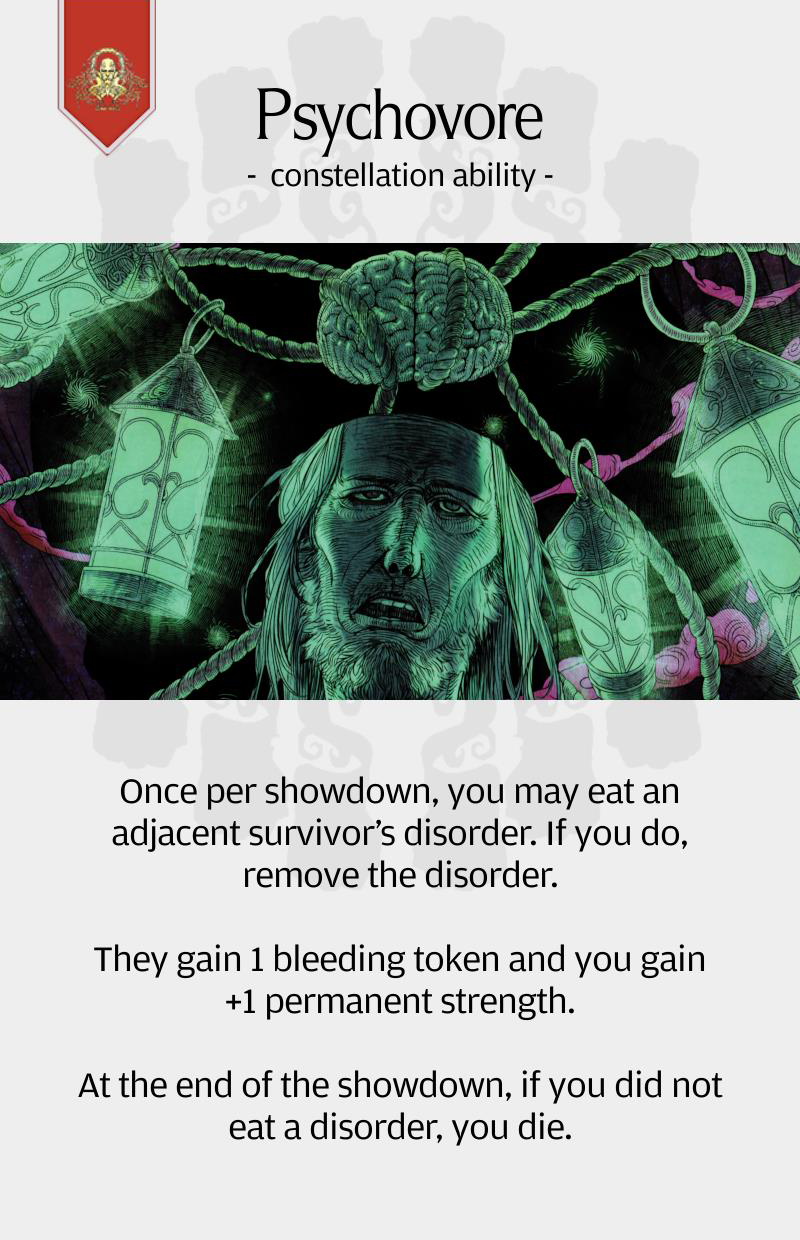 Psychovore
- constellation ability -
Once per showdown, you may eat an
adjacent survivor’s disorder. If you do,
remove the disorder.
They gain 1 bleeding token and you gain
+1 permanent strength.
At the end of the showdown, if you did not
eat a disorder, you die.